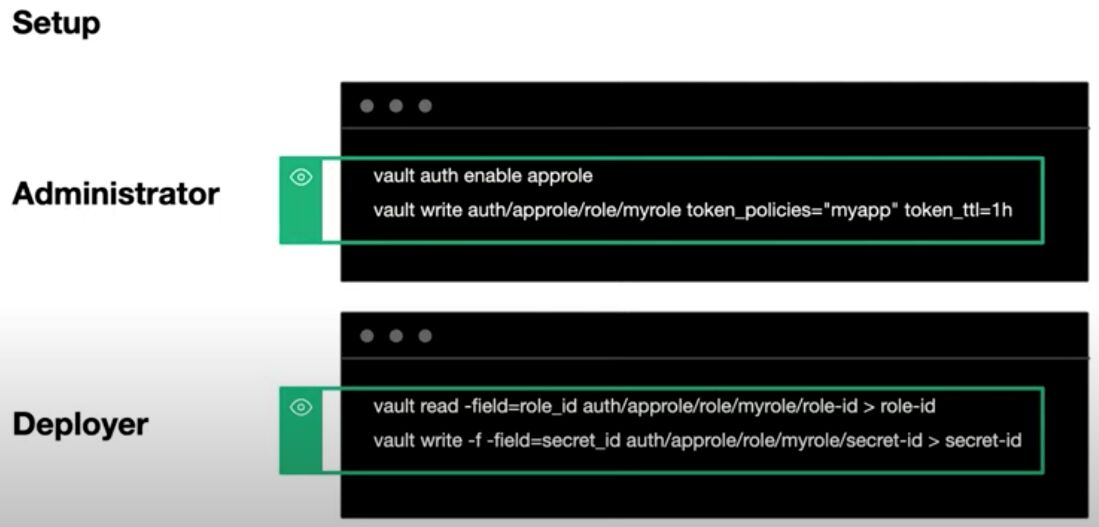 Setup
Administrator
vault auth enable approle
vault write auth/approle/role/myrole token_policies="myapp" token_ttl=1h
Deployer
vault read -field=role_id auth/approle/role/myrole/role-id > role-id
vault write -f -field=secret_id auth/approle/role/myrole/secret-id > secret-id